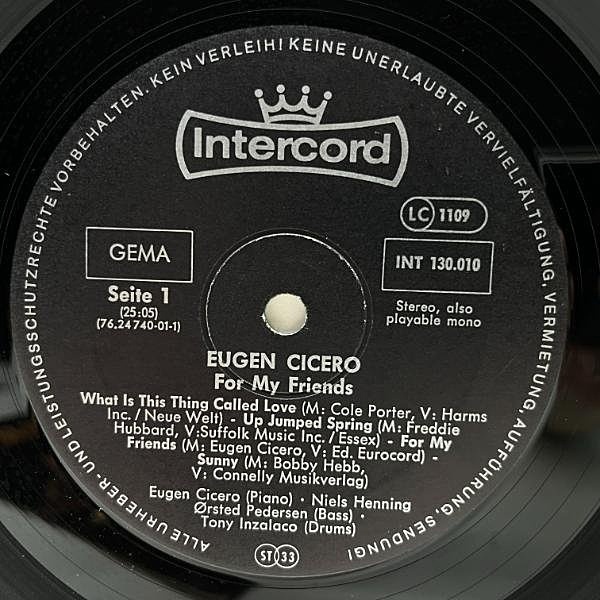 ALLE URHEBER- UND LEISTUNGSSCHUTZRECHTE VORBEHALTEN. KEIN VERLEIH! KEINE UNERLAUBTE VERVIELFÄLTIGUNG, VERMIETUNG, AUFFÜHRUNG, SENDUNG!
Intercord
LC 1109
GEMA
INT 130.010
Seite 1
(25:05)
(76.24 740-01-1)
Stereo, also
playable mono
EUGEN CICERO
For My Friends
What Is This Thing Called Love (M: Cole Porter, V: Harms
Inc./Neue Welt) - Up Jumped Spring (M: Freddie
Hubbard, V:Suffolk Music Inc./Essex) - For My
Friends (M: Eugen Cicero, V: Ed. Eurocord) -
Sunny (M: Bobby Hebb,
V: Connelly Musikverlag)
Eugen Cicero (Piano) · Niels Henning
Ørsted Pedersen (Bass) ·
Tony Inzalaco (Drums)
ST 33